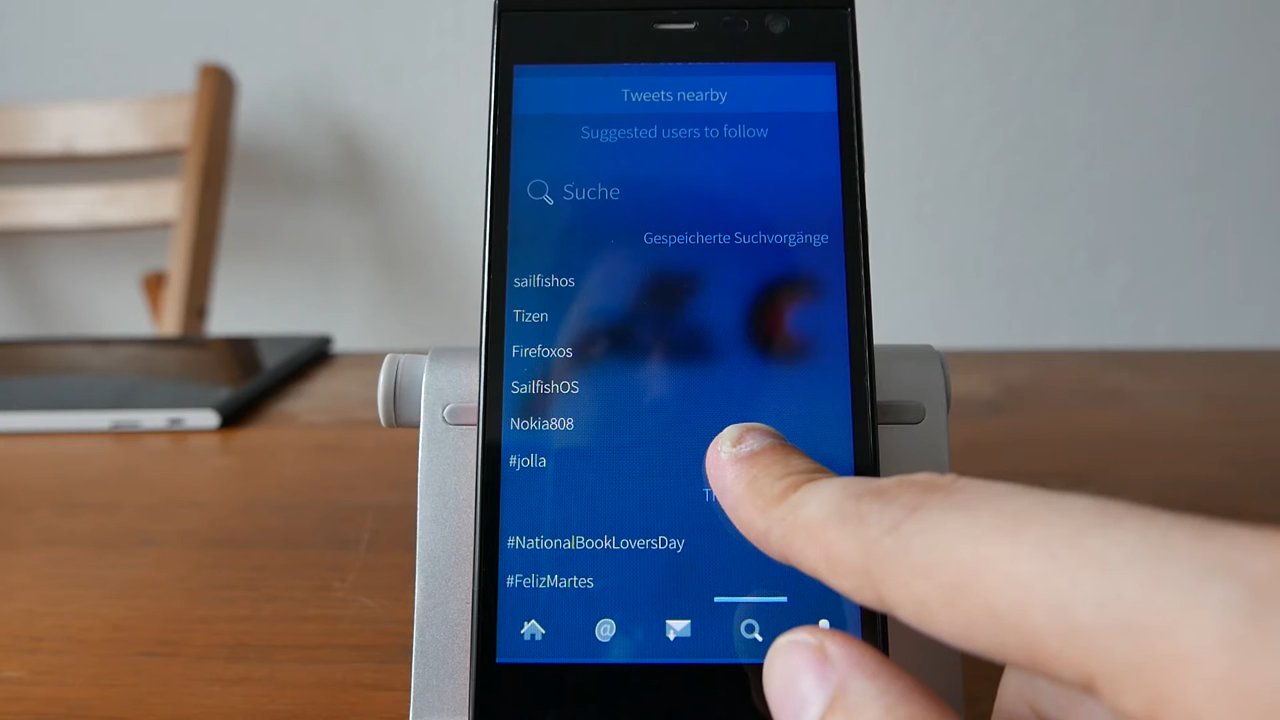 Tweets nearby
Suggested users to follow
Suche
Gespeicherte Suchvorgänge
sailfishos
Tizen
Firefoxos
SailfishOS
Nokia808
#jolla
#NationalBookLoversDay
#FelizMartes